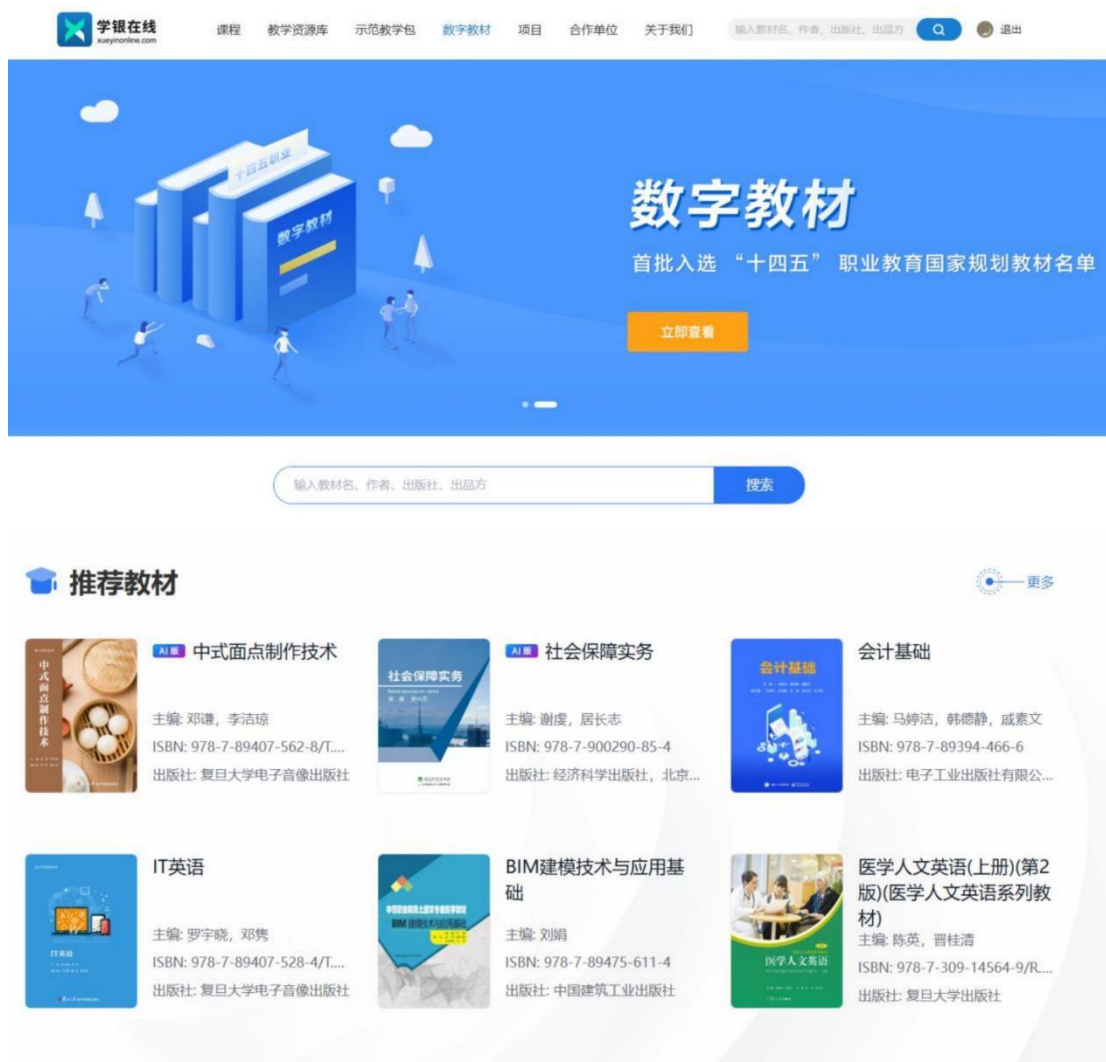 学银在线
xueyinonline.com
课程 教学资源库 示范教学包 数字教材 项目 合作单位 关于我们 输入教材名、作者、出版社、出品方 退出
十四五职业
数字教材
数字教材
首批入选 “十四五” 职业教育国家规划教材名单
立即查看
输入教材名、作者、出版社、出品方 搜索
推荐教材 更多
中式面点制作技术
AI版 中式面点制作技术
主编: 邓谦，李洁琼
ISBN: 978-7-89407-562-8/T....
出版社: 复旦大学电子音像出版社
社会保障实务
AI版 社会保障实务
主编: 谢虔，居长志
ISBN: 978-7-900290-85-4
出版社: 经济科学出版社，北京...
会计基础
会计基础
主编: 马婷洁，韩德静，戚素文
ISBN: 978-7-89394-466-6
出版社: 电子工业出版社有限公...
IT英语
IT英语
主编: 罗宇晓，邓隽
ISBN: 978-7-89407-528-4/T....
出版社: 复旦大学电子音像出版社
BIM 建模技术与应用基础
BIM建模技术与应用基
础
主编: 刘娟
ISBN: 978-7-89475-611-4
出版社: 中国建筑工业出版社
医学人文英语
医学人文英语(上册)(第2
版)(医学人文英语系列教
材)
主编: 陈英，晋桂清
ISBN: 978-7-309-14564-9/R....
出版社: 复旦大学出版社